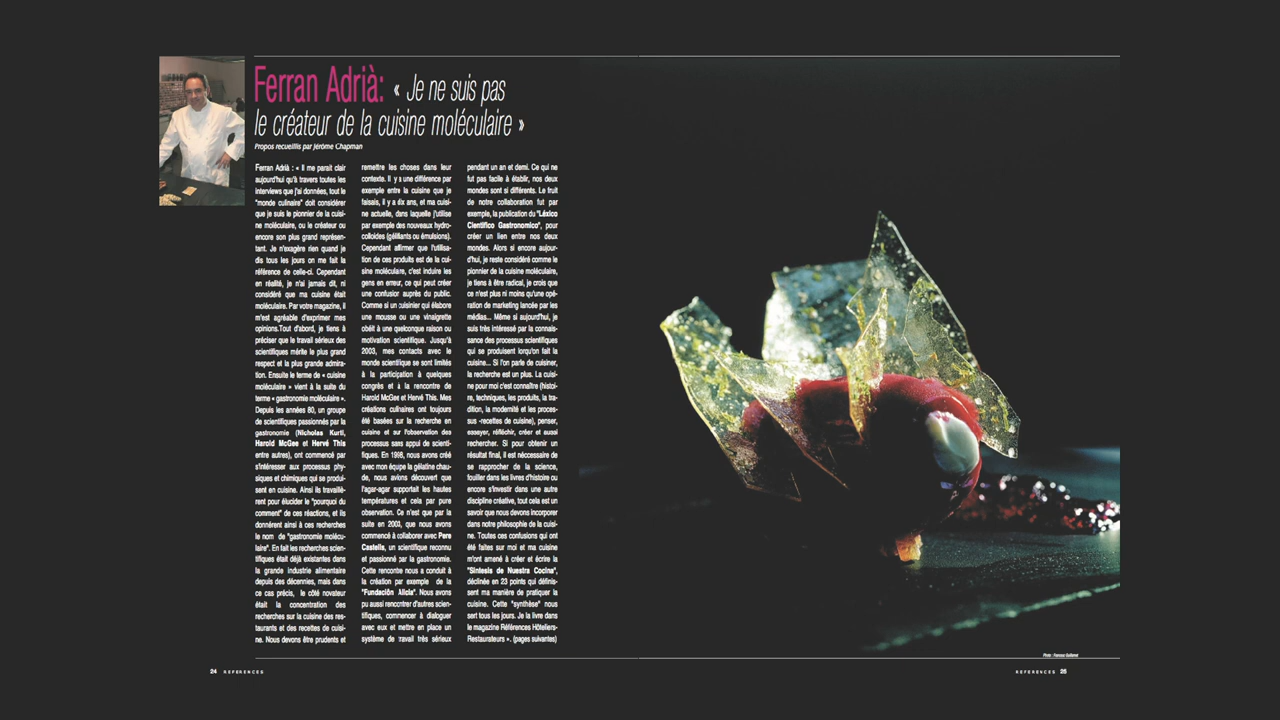 Ferran Adrià: « Je ne suis pas
le créateur de la cuisine moléculaire »
Propos recueillis par Jérôme Chapman
Ferran Adrià : « Il me parait clair
aujourd'hui qu'à travers toutes les
interviews que j'ai données, tout le
"monde culinaire" doit considérer
que je suis le pionnier de la cuisi-
ne moléculaire, ou le créateur ou
encore son plus grand représen-
tant. Je n'exagère rien quand je
dis tous les jours on me fait la
référence de celle-ci. Cependant
en réalité, je n'ai jamais dit, ni
considéré que ma cuisine était
moléculaire. Par votre magazine, il
m'est agréable d'exprimer mes
opinions.Tout d'abord, je tiens à
préciser que le travail sérieux des
scientifiques mérite le plus grand
respect et la plus grande admira-
tion. Ensuite le terme de « cuisine
moléculaire » vient à la suite du
terme « gastronomie moléculaire ».
Depuis les années 80, un groupe
de scientifiques passionnés par la
gastronomie (Nicholas Kurti,
Harold McGee et Hervé This
entre autres), ont commencé par
s'intéresser aux processus phy-
siques et chimiques qui se produi-
sent en cuisine. Ainsi ils travaillè-
rent pour élucider le "pourquoi du
comment" de ces réactions, et ils
donnèrent ainsi à ces recherches
le nom de "gastronomie molécu-
laire". En fait les recherches scien-
tifiques était déjà existantes dans
la grande industrie alimentaire
depuis des décennies, mais dans
ce cas précis, le côté novateur
était la concentration des
recherches sur la cuisine des res-
taurants et des recettes de cuisi-
ne. Nous devons être prudents et
remettre les choses dans leur
contexte. Il y a une différence par
exemple entre la cuisine que je
faisais, il y a dix ans, et ma cuisi-
ne actuelle, dans laquelle j'utilise
par exemple des nouveaux hydro-
colloides (gélifiants ou émulsions).
Cependant affirmer que l'utilisa-
tion de ces produits est de la cui-
sine moléculaire, c'est induire les
gens en erreur, ce qui peut créer
une confusion auprès du public.
Comme si un cuisinier qui élabore
une mousse ou une vinaigrette
obéit à une quelconque raison ou
motivation scientifique. Jusqu'à
2003, mes contacts avec le
monde scientifique se sont limités
à la participation à quelques
congrès et à la rencontre de
Harold McGee et Hervé This. Mes
créations culinaires ont toujours
été basées sur la recherche en
cuisine et sur l'observation des
processus sans appui de scienti-
fiques. En 1998, nous avons créé
avec mon équipe la gélatine chau-
de, nous avions découvert que
l'agar-agar supportait les hautes
températures et cela par pure
observation. Ce n'est que par la
suite en 2003, que nous avons
commencé à collaborer avec Pere
Castells, un scientifique reconnu
et passionné par la gastronomie.
Cette rencontre nous a conduit à
la création par exemple de la
"Fundaciòn Alicia". Nous avons
pu aussi rencontrer d'autres scien-
tifiques, commencer à dialoguer
avec eux et mettre en place un
système de travail très sérieux
pendant un an et demi. Ce qui ne
fut pas facile à établir, nos deux
mondes sont si différents. Le fruit
de notre collaboration fut par
exemple, la publication du "Léxico
Cientifico Gastronomico", pour
créer un lien entre nos deux
mondes. Alors si encore aujour-
d'hui, je reste considéré comme le
pionnier de la cuisine moléculaire,
je tiens à être radical, je crois que
ce n'est plus ni moins qu'une opé-
ration de marketing lancée par les
médias... Même si aujourd'hui, je
suis très intéressé par la connais-
sance des processus scientifiques
qui se produisent lorqu'on fait la
cuisine... Si l'on parle de cuisiner,
la recherche est un plus. La cuisi-
ne pour moi c'est connaître (histoi-
re, techniques, les produits, la tra-
dition, la modernité et les proces-
sus -recettes de cuisine), penser,
essayer, réfléchir, créer et aussi
rechercher. Si pour obtenir un
résultat final, il est néccessaire de
se rapprocher de la science,
fouiller dans les livres d'histoire ou
encore s'investir dans une autre
discipline créative, tout cela est un
savoir que nous devons incorporer
dans notre philosophie de la cuisi-
ne. Toutes ces confusions qui ont
été faites sur moi et ma cuisine
m'ont amené à créer et écrire la
"Sintesis de Nuestra Cocina",
déclinée en 23 points qui définis-
sent ma manière de pratiquer la
cuisine. Cette "synthèse" nous
sert tous les jours. Je la livre dans
le magazine Références Hôteliers-
Restaurateurs ». (pages suivantes)
24 REFERENCES
REFERENCES 25